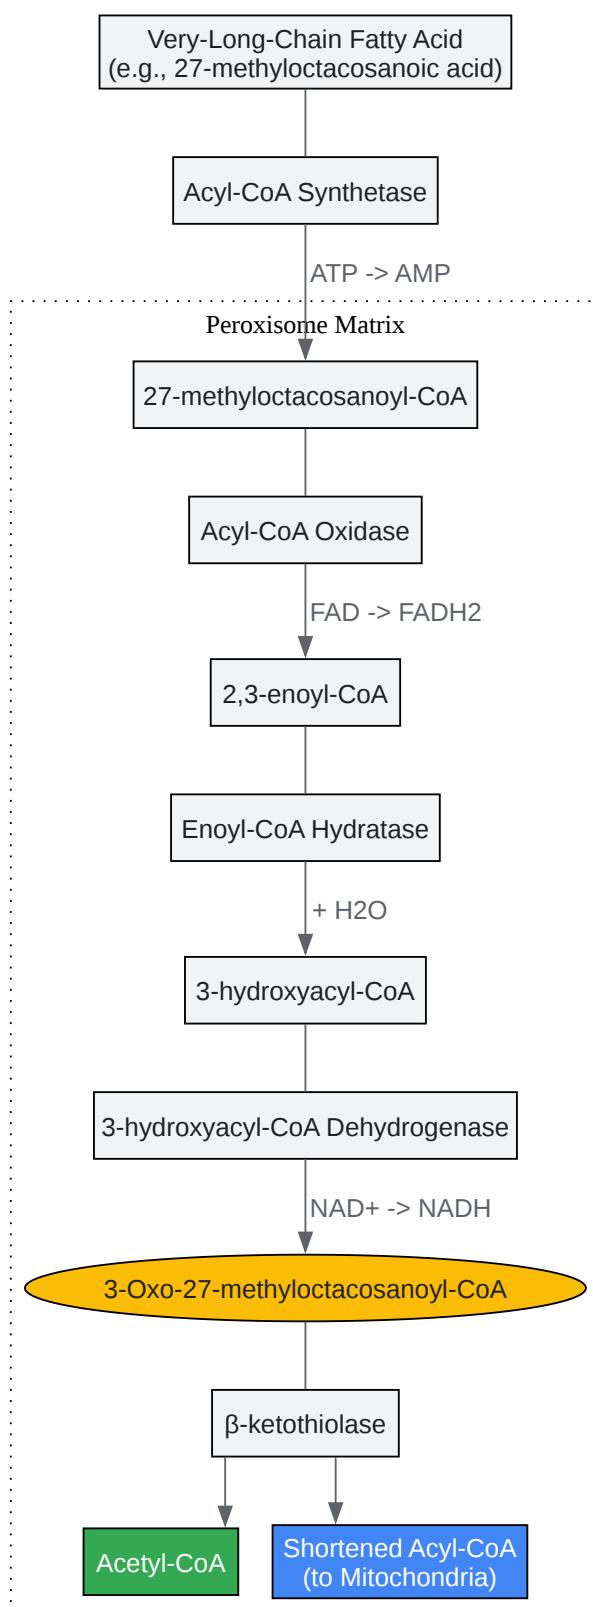 Very-Long-Chain Fatty Acid
(e.g., 27-methyloctacosanoic acid)
Acyl-CoA Synthetase
ATP -> AMP
Peroxisome Matrix
27-methyloctacosanoyl-CoA
Acyl-CoA Oxidase
FAD -> FADH2
2,3-enoyl-CoA
Enoyl-CoA Hydratase
+ H2O
3-hydroxyacyl-CoA
3-hydroxyacyl-CoA Dehydrogenase
NAD+ -> NADH
3-Oxo-27-methyloctacosanoyl-CoA
β-ketothiolase
Acetyl-CoA
Shortened Acyl-CoA
(to Mitochondria)